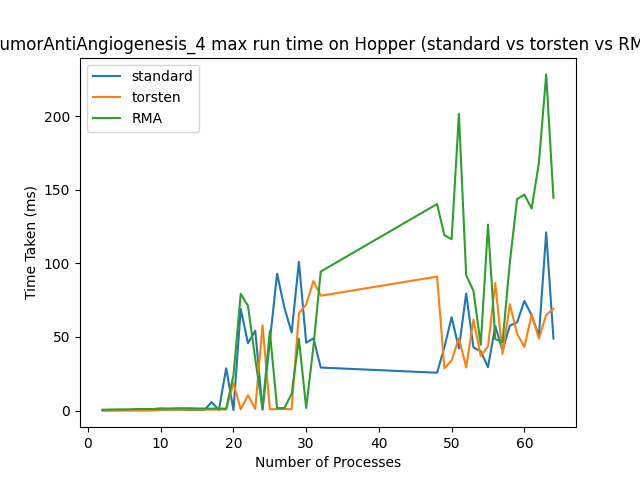 umorAntiAngiogenesis_4 max run time on Hopper (standard vs torsten vs RM
standard
torsten
RMA
Time Taken (ms)
200
150
100
50
0
0 10 20 30 40 50 60
Number of Processes